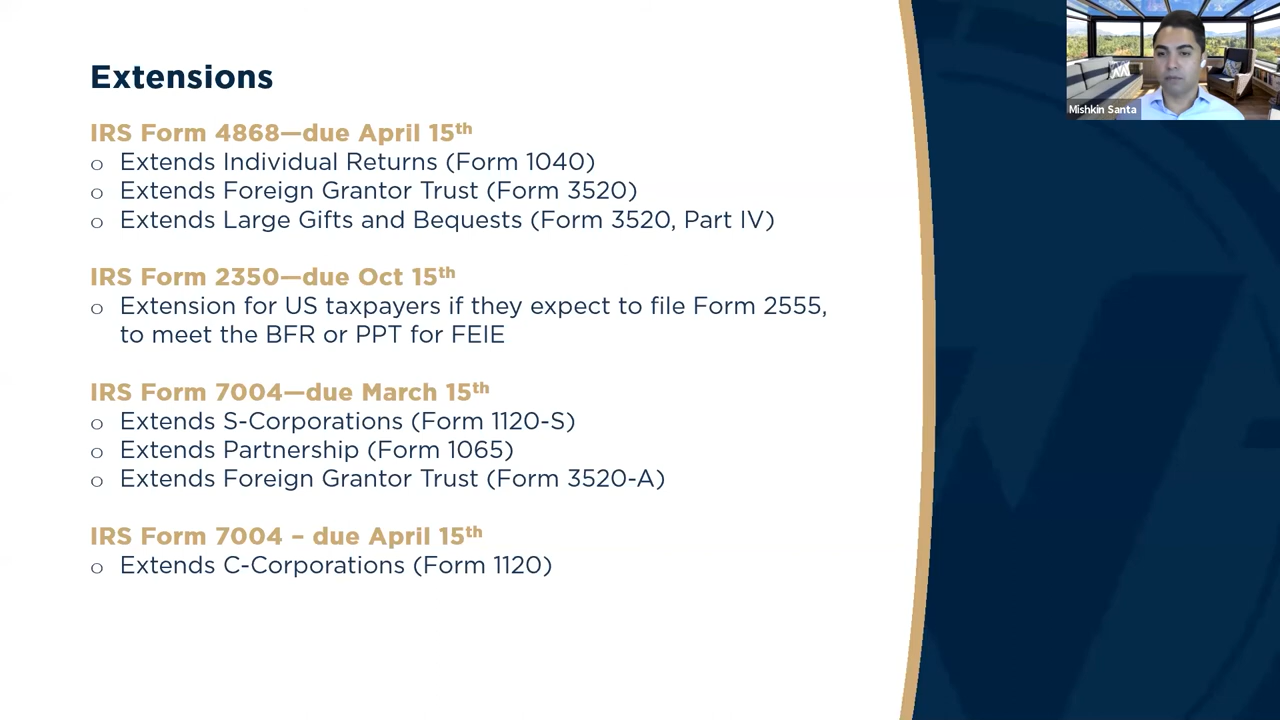 Extensions
IRS Form 4868—due April 15th
o Extends Individual Returns (Form 1040)
o Extends Foreign Grantor Trust (Form 3520)
o Extends Large Gifts and Bequests (Form 3520, Part IV)
IRS Form 2350—due Oct 15th
o Extension for US taxpayers if they expect to file Form 2555,
to meet the BFR or PPT for FEIE
IRS Form 7004—due March 15th
o Extends S-Corporations (Form 1120-S)
o Extends Partnership (Form 1065)
o Extends Foreign Grantor Trust (Form 3520-A)
IRS Form 7004 – due April 15th
o Extends C-Corporations (Form 1120)
Mishkin Santa